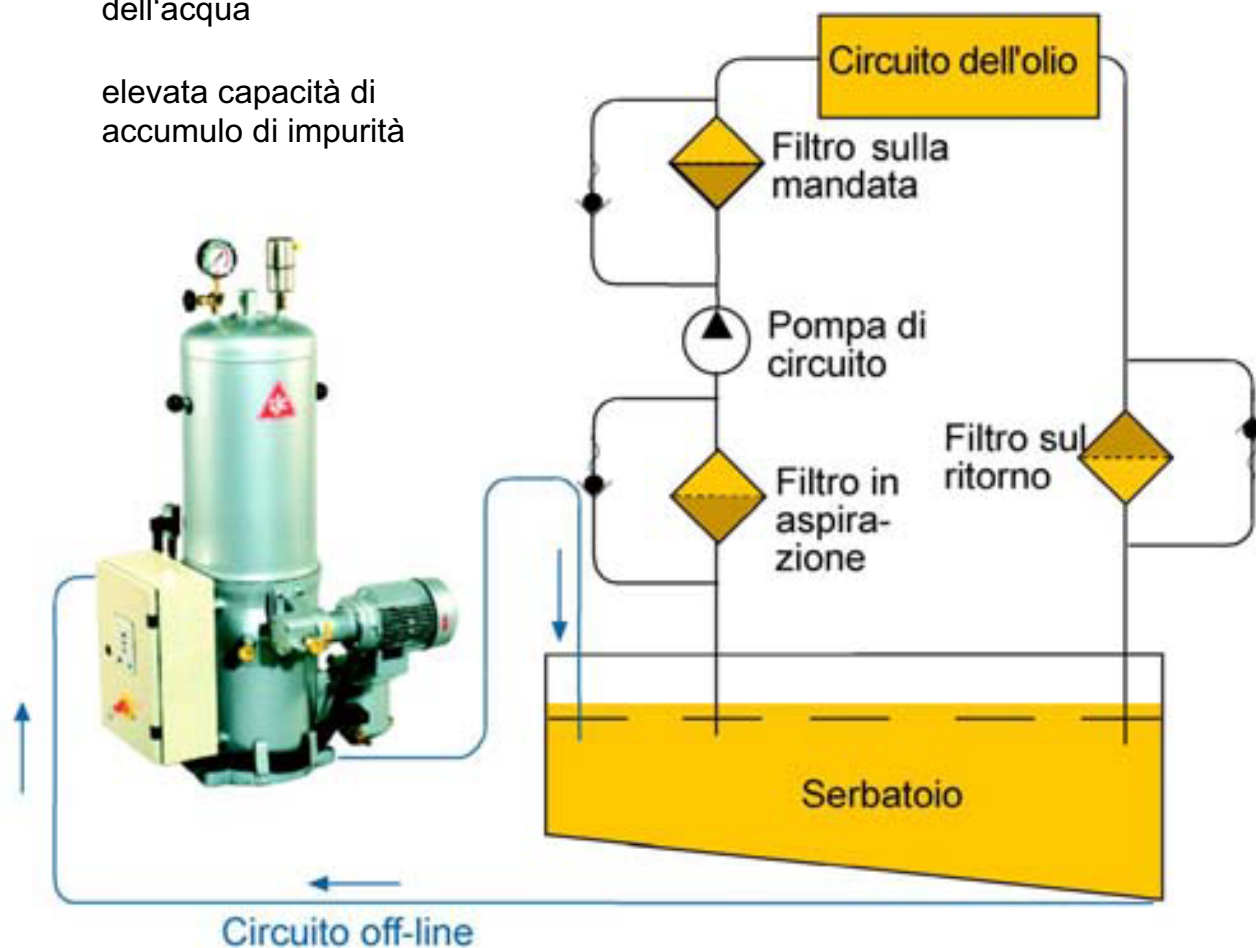 dell'acqua
elevata capacità di
accumulo di impurità
Circuito dell'olio
Filtro sulla
mandata
Pompa di
circuito
Filtro sul
ritorno
Filtro in
aspira-
zione
Serbatoio
Circuito off-line